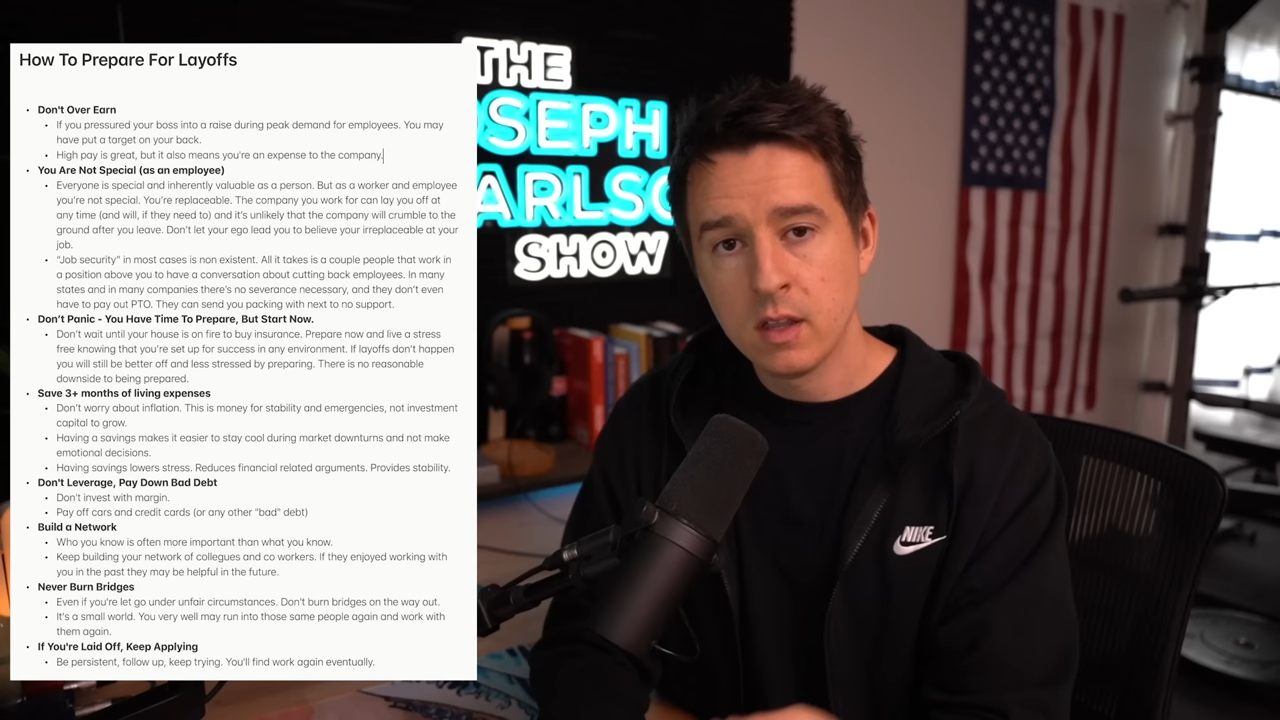 How To Prepare For Layoffs
• Don't Over Earn
• If you pressured your boss into a raise during peak demand for employees. You may
have put a target on your back.
• High pay is great, but it also means you're an expense to the company.
• You Are Not Special (as an employee)
• Everyone is special and inherently valuable as a person. But as a worker and employee
you're not special. You're replaceable. The company you work for can lay you off at
any time (and will, if they need to) and it's unlikely that the company will crumble to the
ground after you leave. Don't let your ego lead you to believe your irreplaceable at your
job.
• "Job security" in most cases is non existent. All it takes is a couple people that work in
a position above you to have a conversation about cutting back employees. In many
states and in many companies there's no severance necessary, and they don't even
have to pay out PTO. They can send you packing with next to no support.
• Don't Panic - You Have Time To Prepare, But Start Now.
• Don't wait until your house is on fire to buy insurance. Prepare now and live a stress
free knowing that you're set up for success in any environment. If layoffs don't happen
you will still be better off and less stressed by preparing. There is no reasonable
downside to being prepared.
• Save 3+ months of living expenses
• Don't worry about inflation. This is money for stability and emergencies, not investment
capital to grow.
• Having a savings makes it easier to stay cool during market downturns and not make
emotional decisions.
• Having savings lowers stress. Reduces financial related arguments. Provides stability.
• Don't Leverage, Pay Down Bad Debt
• Don't invest with margin.
• Pay off cars and credit cards (or any other "bad" debt)
• Build a Network
• Who you know is often more important than what you know.
• Keep building your network of collegues and co workers. If they enjoyed working with
you in the past they may be helpful in the future.
• Never Burn Bridges
• Even if you're let go under unfair circumstances. Don't burn bridges on the way out.
• It's a small world. You very well may run into those same people again and work with
them again.
• If You're Laid Off, Keep Applying
• Be persistent, follow up, keep trying. You'll find work again eventually.
THE
OSEPH
ARLSO
SHOW
NIKE